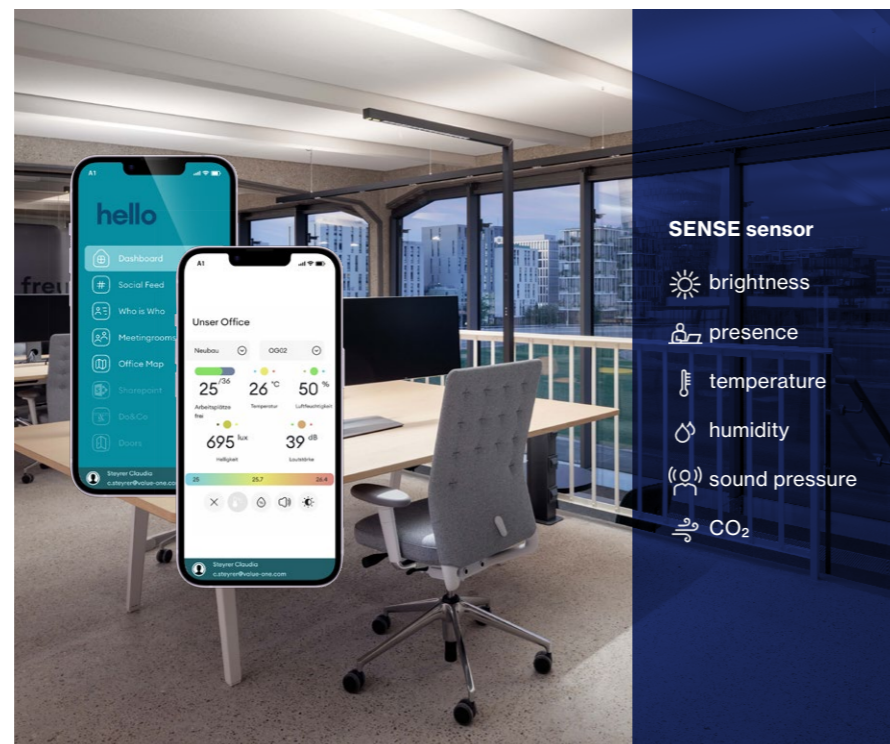 A1
hello
Dashboard
Social Feed
Who is Who
Meetingrooms
Office Map
Sharepoint
Do&Co
Doors
Steyrer Claudia
c.steyrer@value-one.com
A1
Unser Office
Neubau
OG02
25/36
26 °C
50 %
Arbeitsplätze
frei
Temperatur
Luftfeuchtigkeit
695 lux
39 dB
Helligkeit
Lautstärke
25
25.7
26.4
Steyrer Claudia
c.steyrer@value-one.com
SENSE sensor
brightness
presence
temperature
humidity
sound pressure
CO₂